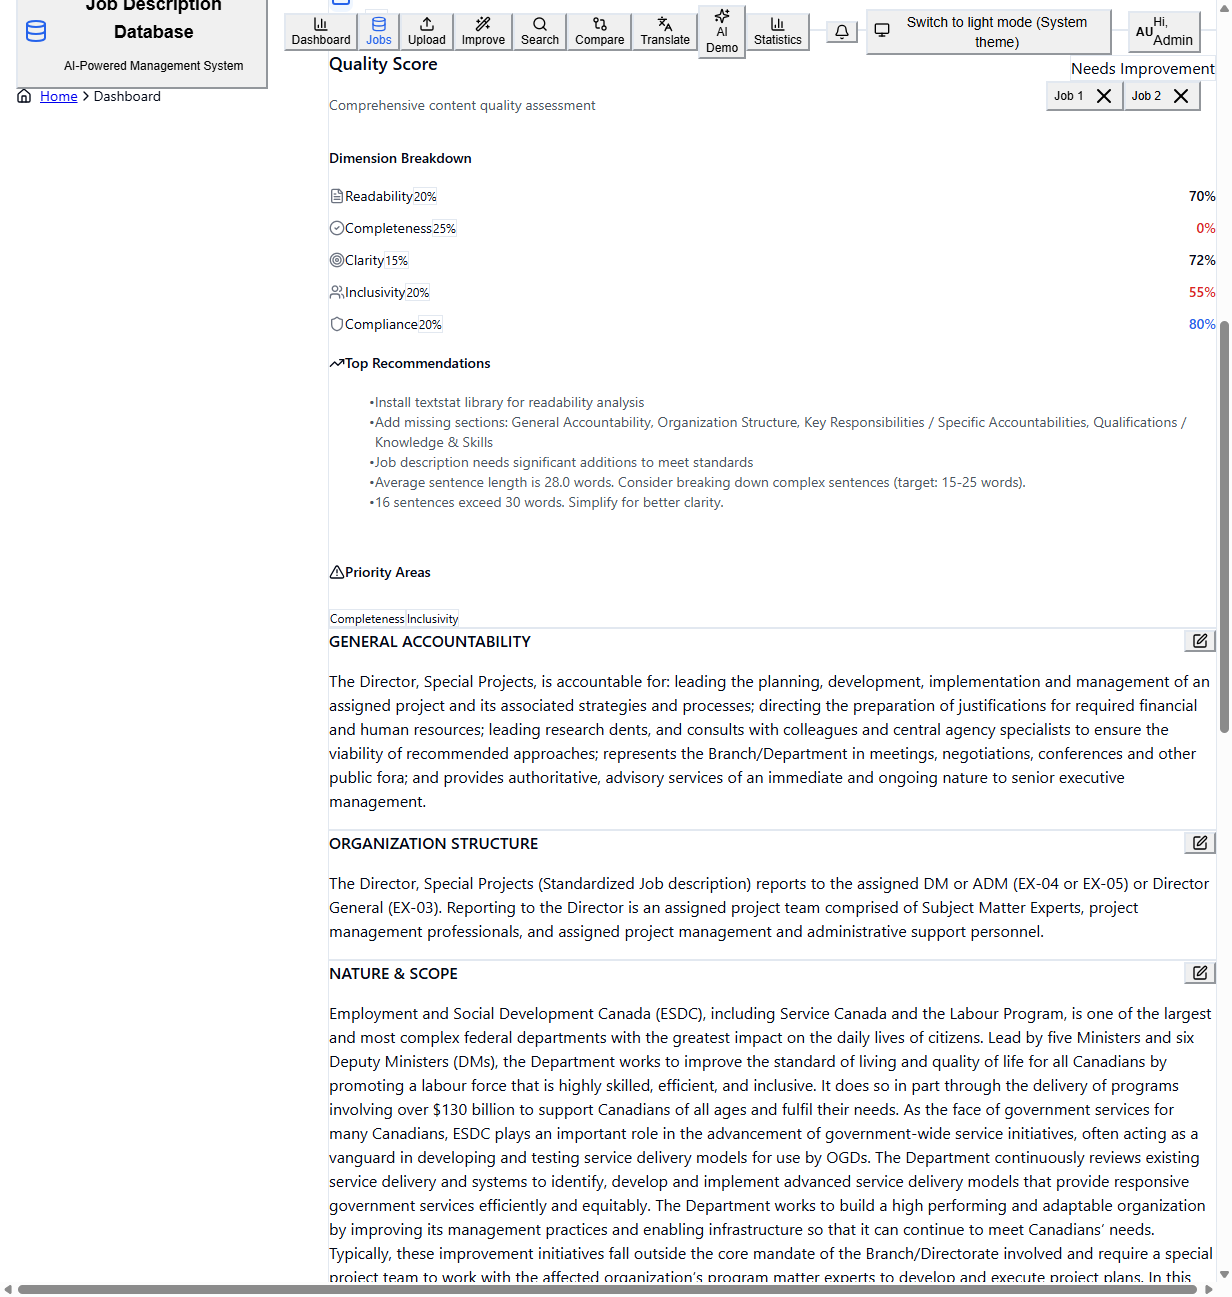 Job Description
Database
AI-Powered Management System
Dashboard
Jobs
Upload
Improve
Search
Compare
Translate
AI
Demo
Statistics
Switch to light mode (System
theme)
AU
Hi,
Admin
Home > Dashboard
Quality Score
Needs Improvement
Comprehensive content quality assessment
Job 1
Job 2
Dimension Breakdown
Readability 20% 70%
Completeness 25% 0%
Clarity 15% 72%
Inclusivity 20% 55%
Compliance 20% 80%
Top Recommendations
•Install textstat library for readability analysis
•Add missing sections: General Accountability, Organization Structure, Key Responsibilities / Specific Accountabilities, Qualifications /
Knowledge & Skills
•Job description needs significant additions to meet standards
•Average sentence length is 28.0 words. Consider breaking down complex sentences (target: 15-25 words).
•16 sentences exceed 30 words. Simplify for better clarity.
Priority Areas
Completeness Inclusivity
GENERAL ACCOUNTABILITY
The Director, Special Projects, is accountable for: leading the planning, development, implementation and management of an
assigned project and its associated strategies and processes; directing the preparation of justifications for required financial
and human resources; leading research dents, and consults with colleagues and central agency specialists to ensure the
viability of recommended approaches; represents the Branch/Department in meetings, negotiations, conferences and other
public fora; and provides authoritative, advisory services of an immediate and ongoing nature to senior executive
management.
ORGANIZATION STRUCTURE
The Director, Special Projects (Standardized Job description) reports to the assigned DM or ADM (EX-04 or EX-05) or Director
General (EX-03). Reporting to the Director is an assigned project team comprised of Subject Matter Experts, project
management professionals, and assigned project management and administrative support personnel.
NATURE & SCOPE
Employment and Social Development Canada (ESDC), including Service Canada and the Labour Program, is one of the largest
and most complex federal departments with the greatest impact on the daily lives of citizens. Lead by five Ministers and six
Deputy Ministers (DMs), the Department works to improve the standard of living and quality of life for all Canadians by
promoting a labour force that is highly skilled, efficient, and inclusive. It does so in part through the delivery of programs
involving over $130 billion to support Canadians of all ages and fulfil their needs. As the face of government services for
many Canadians, ESDC plays an important role in the advancement of government-wide service initiatives, often acting as a
vanguard in developing and testing service delivery models for use by OGDs. The Department continuously reviews existing
service delivery and systems to identify, develop and implement advanced service delivery models that provide responsive
government services efficiently and equitably. The Department works to build a high performing and adaptable organization
by improving its management practices and enabling infrastructure so that it can continue to meet Canadians’ needs.
Typically, these improvement initiatives fall outside the core mandate of the Branch/Directorate involved and require a special
project team to work with the affected organization’s program matter experts to develop and execute project plans. In this